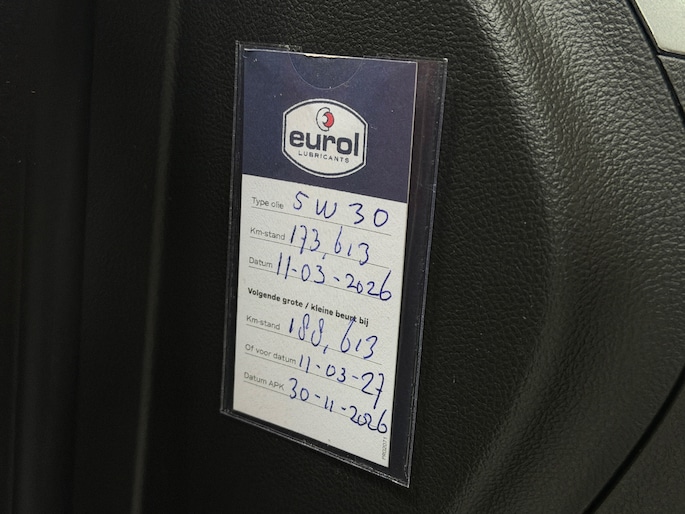 eurol
LUBRICANTS
Type olie 5W30
Km-stand 173,613
Datum 11-03-2026
Volgende grote / kleine beurt bij
Km-stand 188,613
Of voor datum 11-03-27
Datum APK 30-11-2026